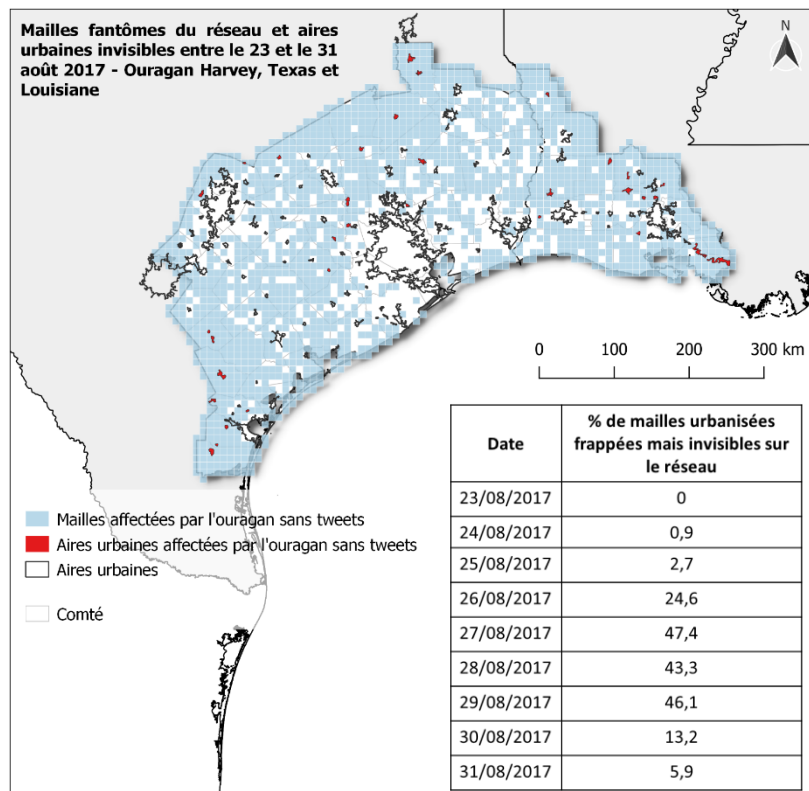 Mailles fantômes du réseau et aires
urbaines invisibles entre le 23 et le 31
août 2017 - Ouragan Harvey, Texas et
Louisiane
N
0 100 200 300 km
Mailles affectées par l'ouragan sans tweets
Aires urbaines affectées par l'ouragan sans tweets
Aires urbaines
Comté
Date
% de mailles urbanisées
frappées mais invisibles sur
le réseau
23/08/2017 0
24/08/2017 0,9
25/08/2017 2,7
26/08/2017 24,6
27/08/2017 47,4
28/08/2017 43,3
29/08/2017 46,1
30/08/2017 13,2
31/08/2017 5,9